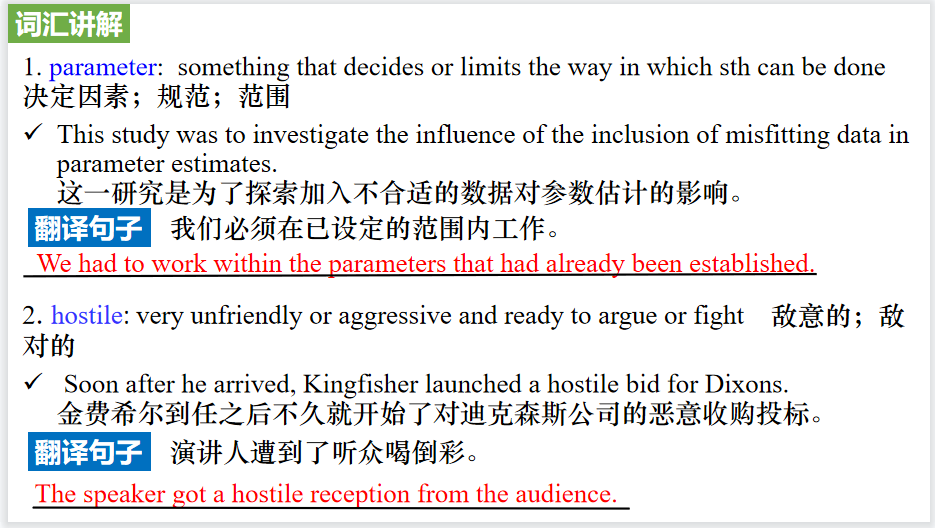 词汇讲解
1. parameter:  something that decides or limits the way in which sth can be done
决定因素；规范；范围
✓ This study was to investigate the influence of the inclusion of misfitting data in
parameter estimates.
这一研究是为了探索加入不合适的数据对参数估计的影响。
翻译句子 我们必须在已设定的范围内工作。
We had to work within the parameters that had already been established.
2. hostile: very unfriendly or aggressive and ready to argue or fight 敌意的；敌
对的
✓ Soon after he arrived, Kingfisher launched a hostile bid for Dixons.
金费希尔到任之后不久就开始了对迪克森斯公司的恶意收购投标。
翻译句子 演讲人遭到了听众喝倒彩。
The speaker got a hostile reception from the audience.